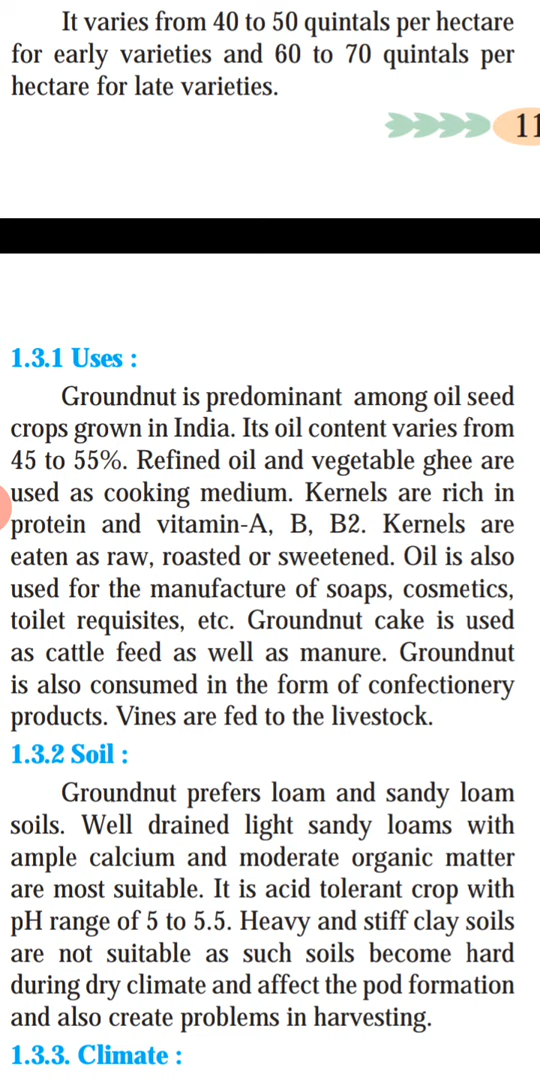 It varies from 40 to 50 quintals per hectare
for early varieties and 60 to 70 quintals per
hectare for late varieties.
11
1.3.1 Uses :
Groundnut is predominant among oil seed
crops grown in India. Its oil content varies from
45 to 55%. Refined oil and vegetable ghee are
used as cooking medium. Kernels are rich in
protein and vitamin-A, B, B2. Kernels are
eaten as raw, roasted or sweetened. Oil is also
used for the manufacture of soaps, cosmetics,
toilet requisites, etc. Groundnut cake is used
as cattle feed as well as manure. Groundnut
is also consumed in the form of confectionery
products. Vines are fed to the livestock.
1.3.2 Soil :
Groundnut prefers loam and sandy loam
soils. Well drained light sandy loams with
ample calcium and moderate organic matter
are most suitable. It is acid tolerant crop with
pH range of 5 to 5.5. Heavy and stiff clay soils
are not suitable as such soils become hard
during dry climate and affect the pod formation
and also create problems in harvesting.
1.3.3. Climate :